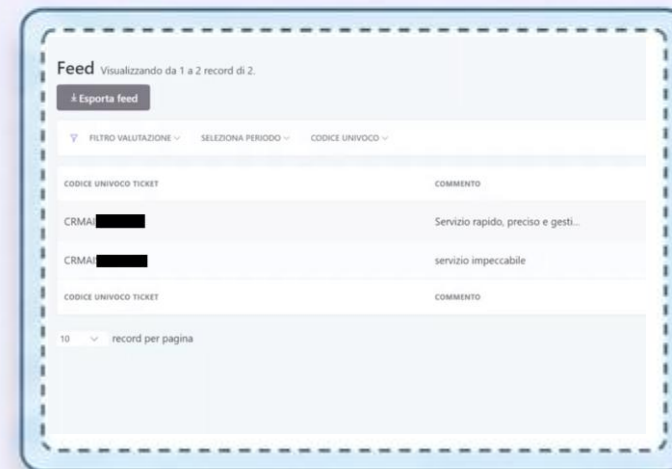 Feed Visualizzando da 1 a 2 record di 2.
Esporta feed
FILTRO VALUTAZIONE SELEZIONA PERIODO CODICE UNIVOCO
CODICE UNIVOCO TICKET COMMENTO
CRMAI Servizio rapido, preciso e gesti...
CRMAI servizio impeccabile
CODICE UNIVOCO TICKET COMMENTO
10 record per pagina